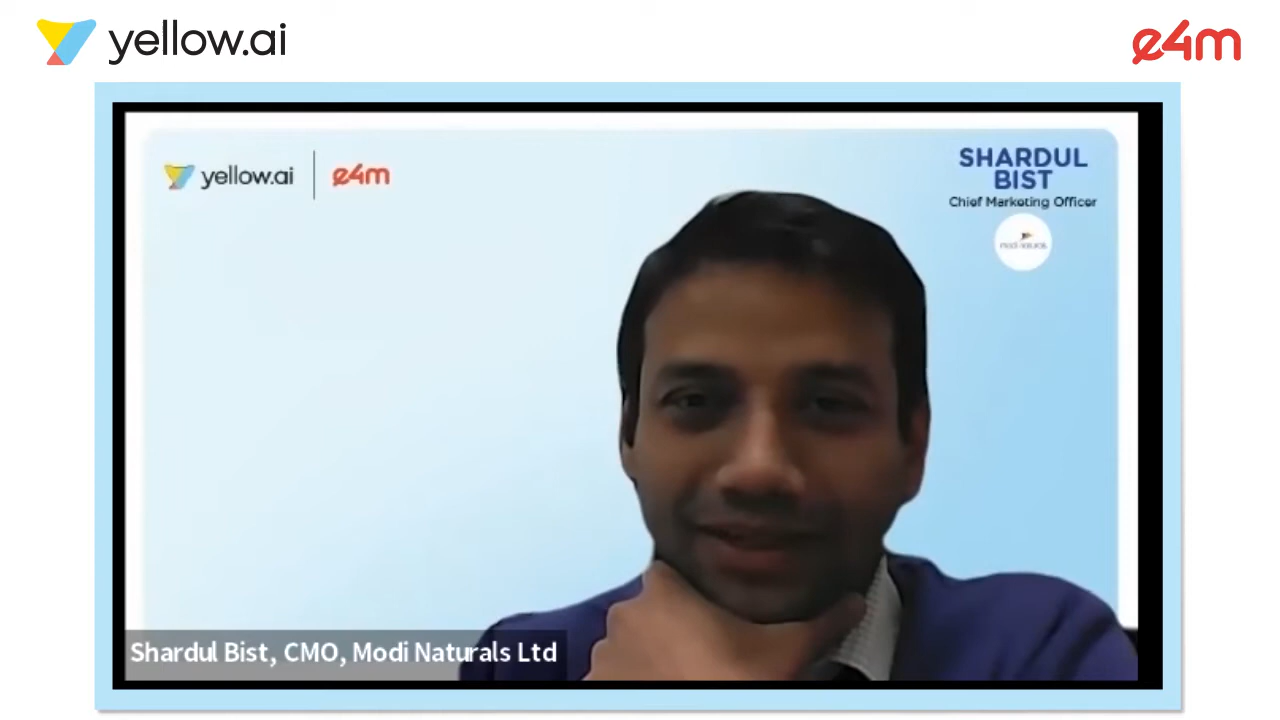 yellow.ai
e4m
yellow.ai
e4m
SHARDUL
BIST
Chief Marketing Officer
Shardul Bist, CMO, Modi Naturals Ltd